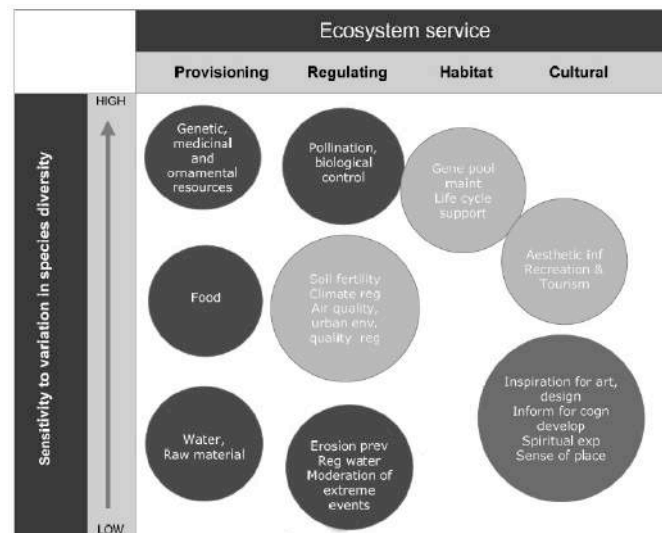 Ecosystem service
Provisioning
Regulating
Habitat
Cultural
Sensitivity to variation in species diversity
HIGH
LOW
Genetic,
medicinal
and
ornamental
resources
Pollination,
biological
control
Gene pool
maint
Life cycle
support
Aesthetic inf
Recreation &
Tourism
Food
Soil fertility
Climate reg
Air quality,
urban env.
quality reg
Inspiration for art,
design
Inform for cogn
develop
Spiritual exp
Sense of place
Water,
Raw material
Erosion prev
Reg water
Moderation of
extreme
events